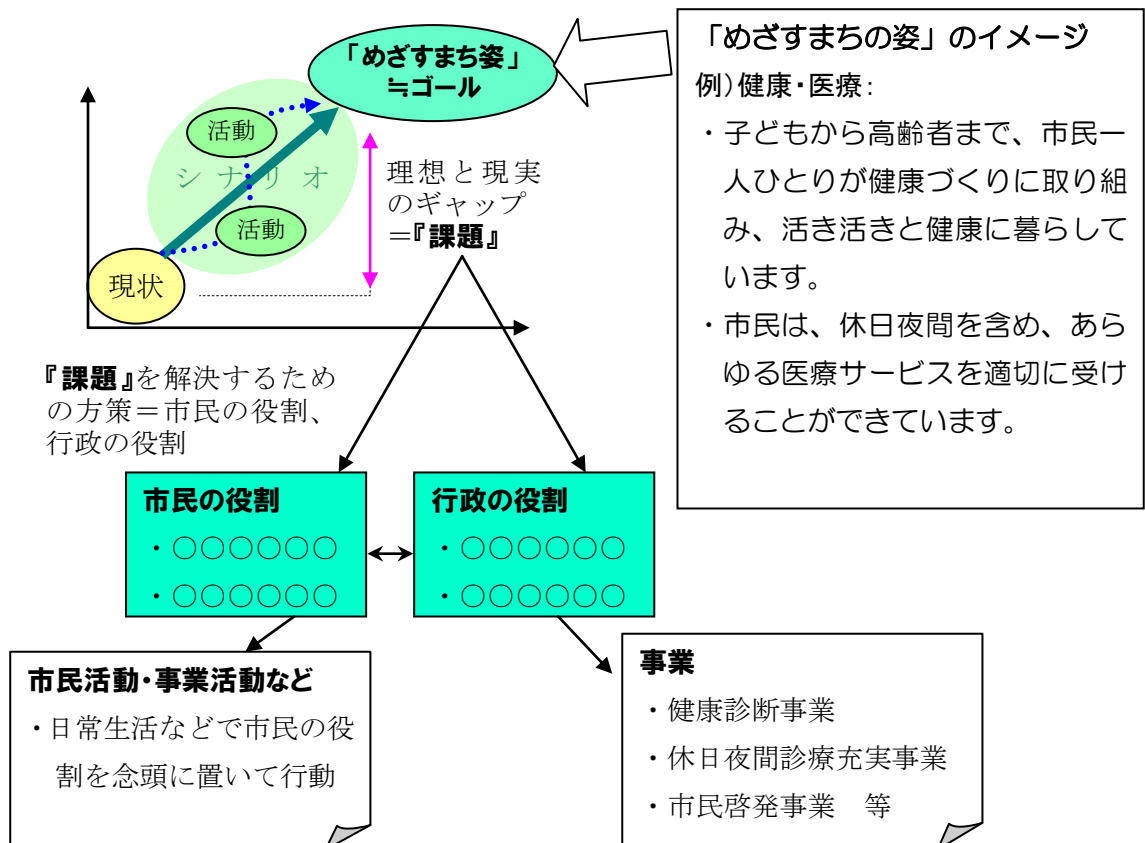 「めざすまち姿」
≒ゴール
活動
シナリオ
活動
現状
理想と現実
のギャップ
＝『課題』
「めざすまちの姿」のイメージ
例）健康・医療：
・子どもから高齢者まで、市民一
人ひとりが健康づくりに取り組
み、活き活きと健康に暮らして
います。
・市民は、休日夜間を含め、あら
ゆる医療サービスを適切に受け
ることができています。
『課題』を解決するため
の方策＝市民の役割、
行政の役割
市民の役割
・○○○○○○
・○○○○○○
行政の役割
・○○○○○○
・○○○○○○
市民活動・事業活動など
・日常生活などで市民の役
割を念頭に置いて行動
事業
・健康診断事業
・休日夜間診療充実事業
・市民啓発事業　等